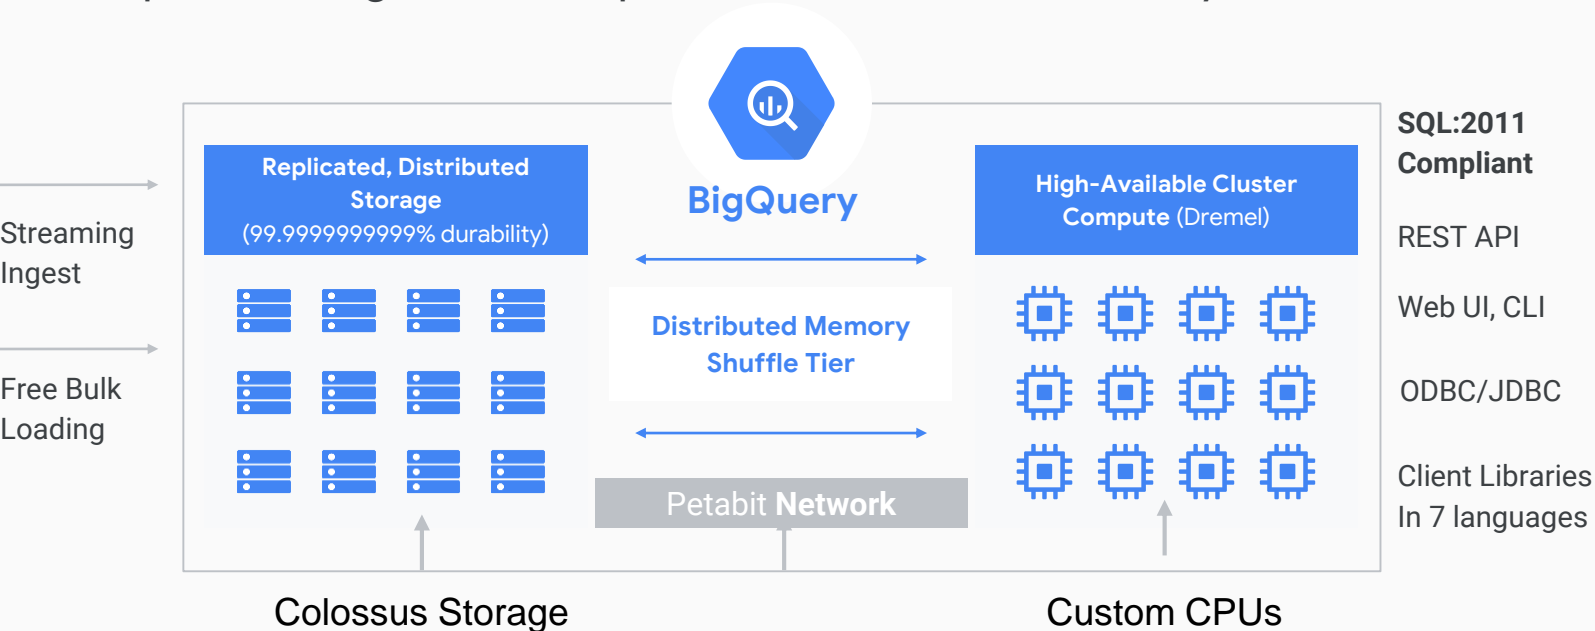 Streaming
Ingest
Free Bulk
Loading
Replicated, Distributed
Storage
(99.9999999999% durability)
BigQuery
Distributed Memory
Shuffle Tier
Petabit Network
High-Available Cluster
Compute (Dremel)
SQL:2011
Compliant
REST API
Web UI, CLI
ODBC/JDBC
Client Libraries
In 7 languages
Colossus Storage
Custom CPUs